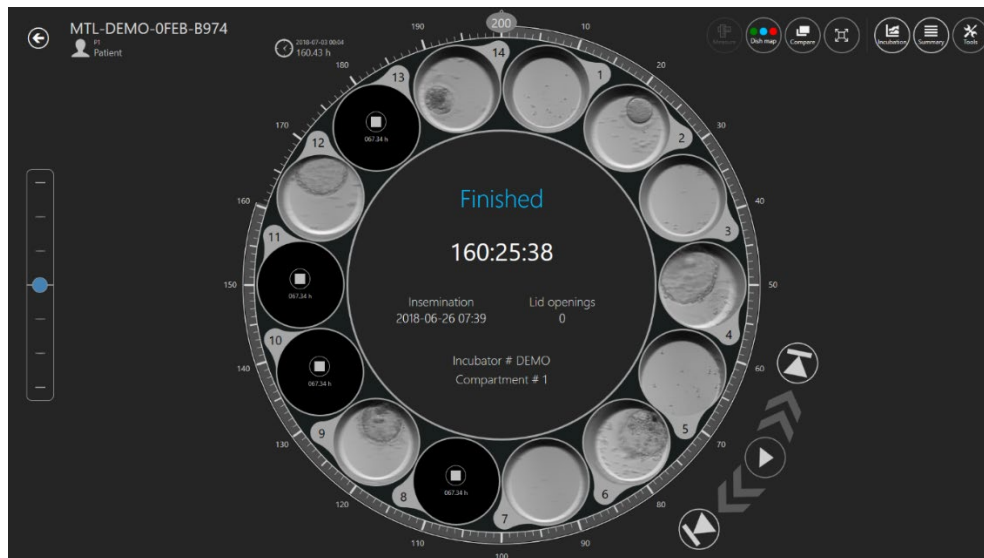 MTL-DEMO-0FEB-B974
P1
Patient
2018-07-03 00:04
160.43 h
Measure
Dish map
Compare
Incubation
Summary
Tools
200
10
20
30
40
50
60
70
80
90
100
110
120
130
140
150
160
170
180
190
1
2
3
4
5
6
7
8
067.34 h
9
10
067.34 h
11
067.34 h
12
13
067.34 h
14
Finished
160:25:38
Insemination
2018-06-26 07:39
Lid openings
0
Incubator # DEMO
Compartment # 1